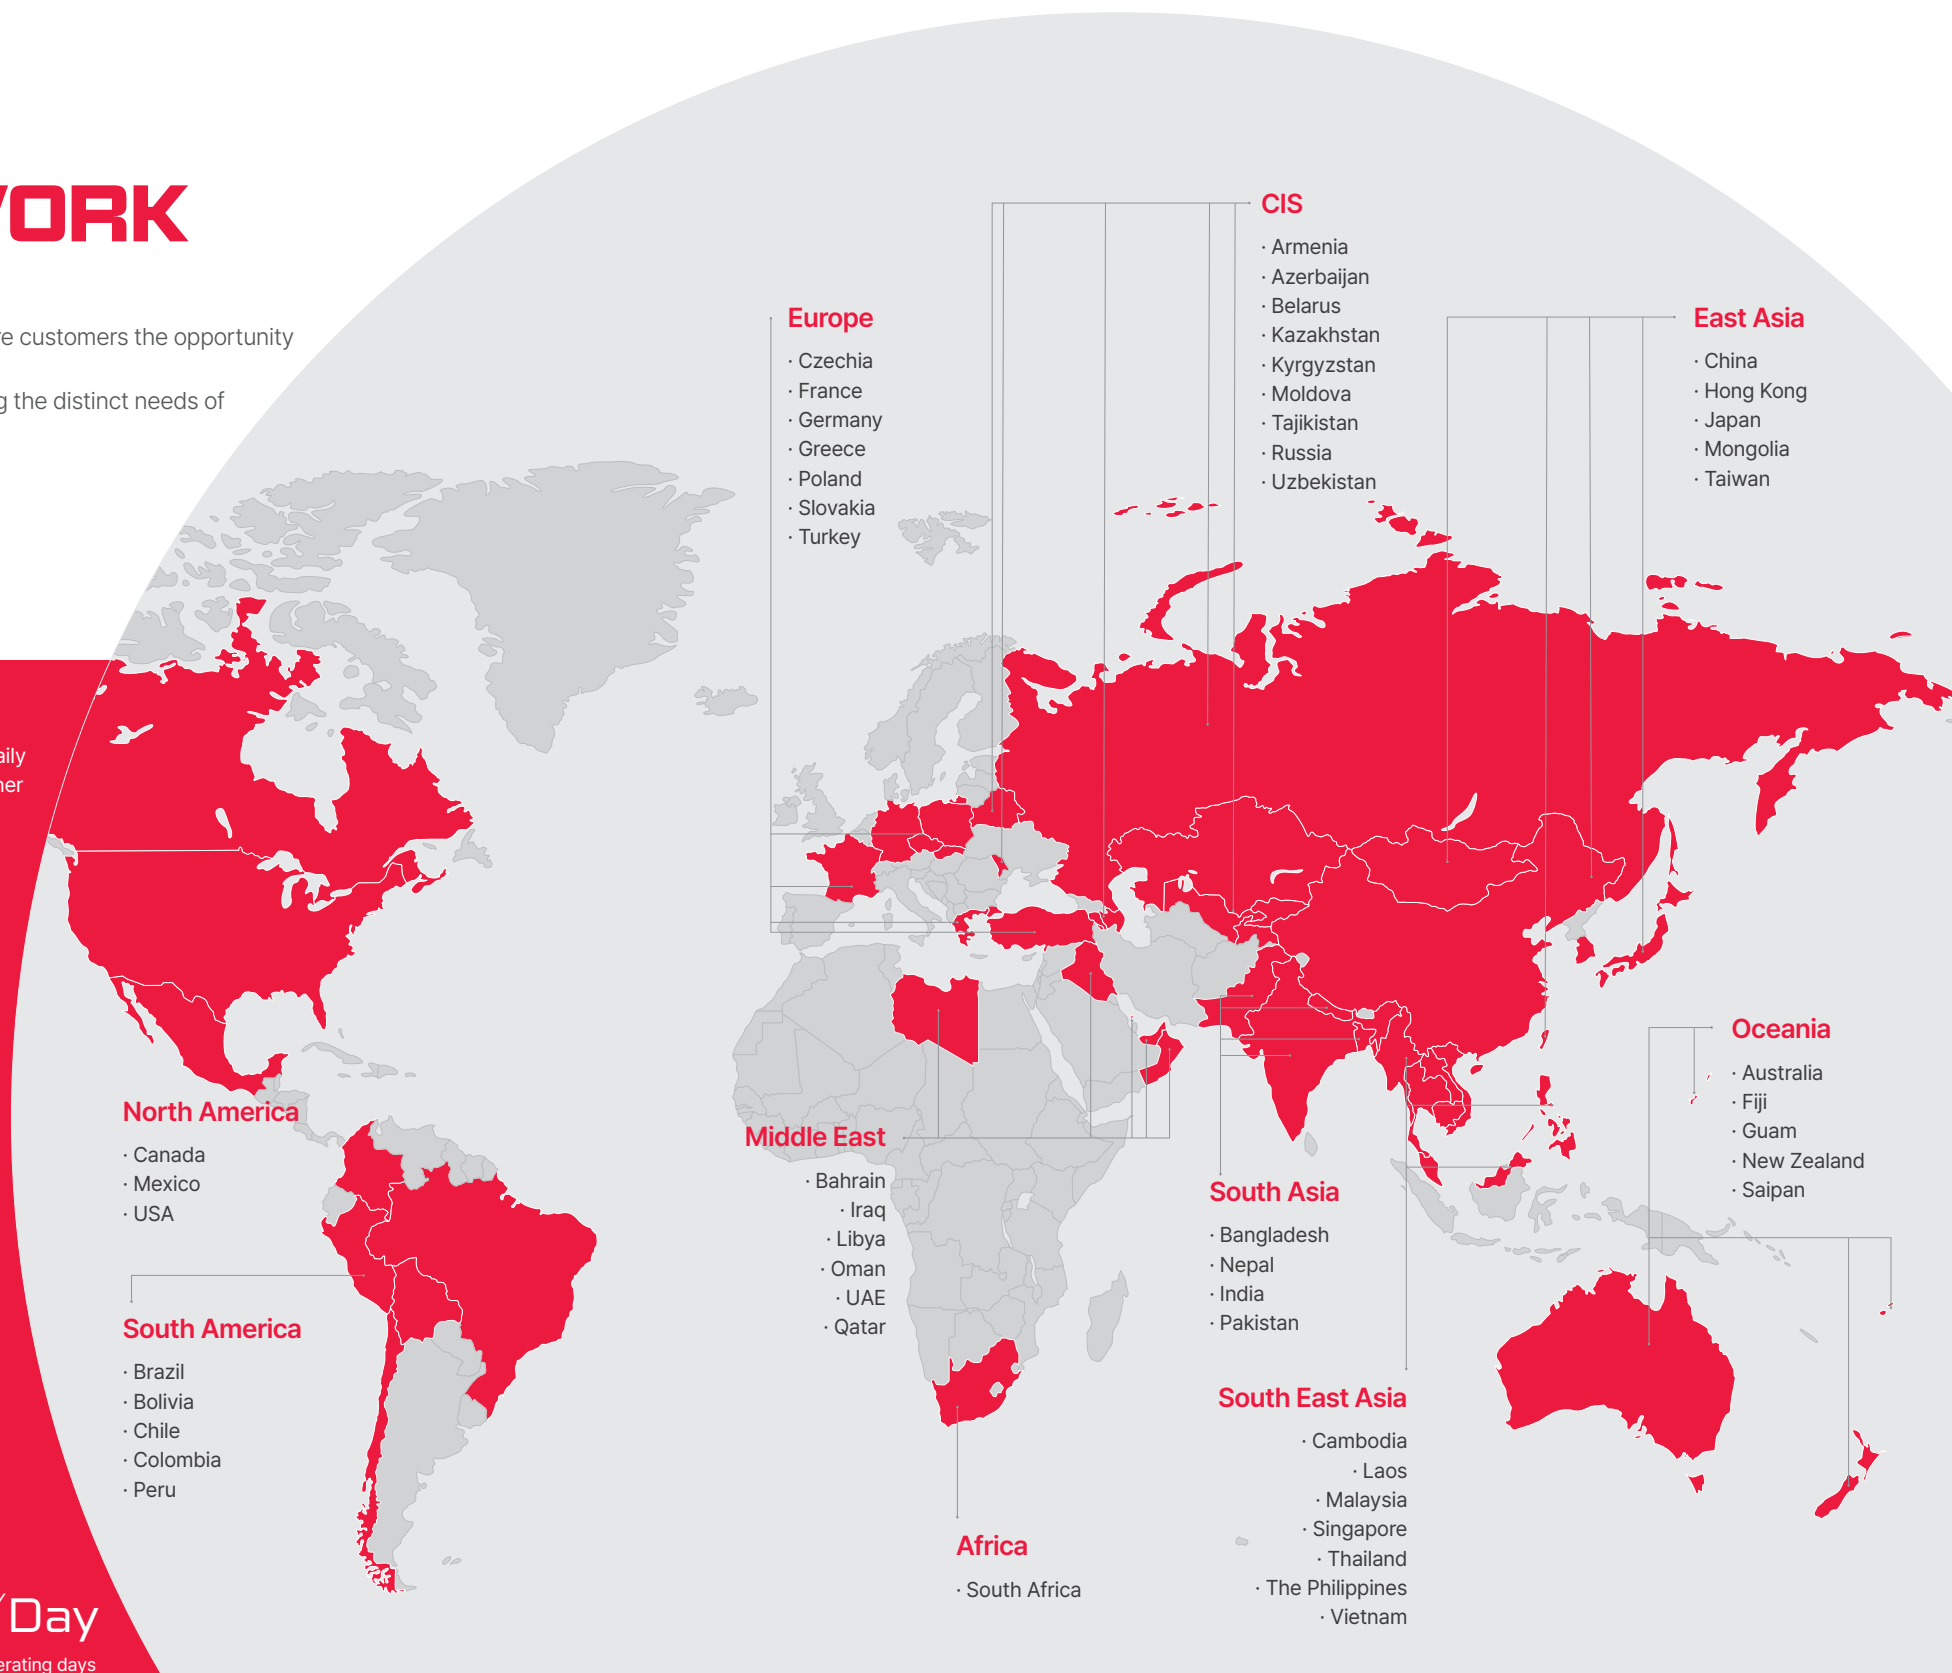 ORK
re customers the opportunity
g the distinct needs of
CIS
· Armenia
· Azerbaijan
· Belarus
· Kazakhstan
· Kyrgyzstan
· Moldova
· Tajikistan
· Russia
· Uzbekistan
Europe
· Czechia
· France
· Germany
· Greece
· Poland
· Slovakia
· Turkey
East Asia
· China
· Hong Kong
· Japan
· Mongolia
· Taiwan
aily
ner
North America
· Canada
· Mexico
· USA
South America
· Brazil
· Bolivia
· Chile
· Colombia
· Peru
Middle East
· Bahrain
· Iraq
· Libya
· Oman
· UAE
· Qatar
Africa
· South Africa
South Asia
· Bangladesh
· Nepal
· India
· Pakistan
South East Asia
· Cambodia
· Laos
· Malaysia
· Singapore
· Thailand
· The Philippines
· Vietnam
Oceania
· Australia
· Fiji
· Guam
· New Zealand
· Saipan
/Day
erating days